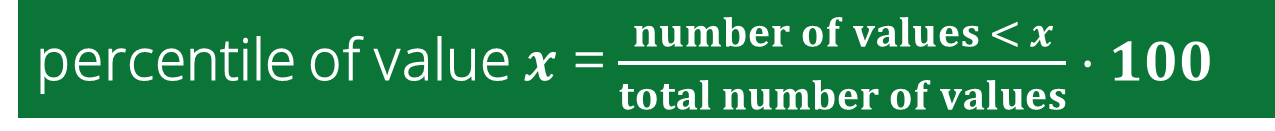 percentile of value x = number of values < x / total number of values · 100